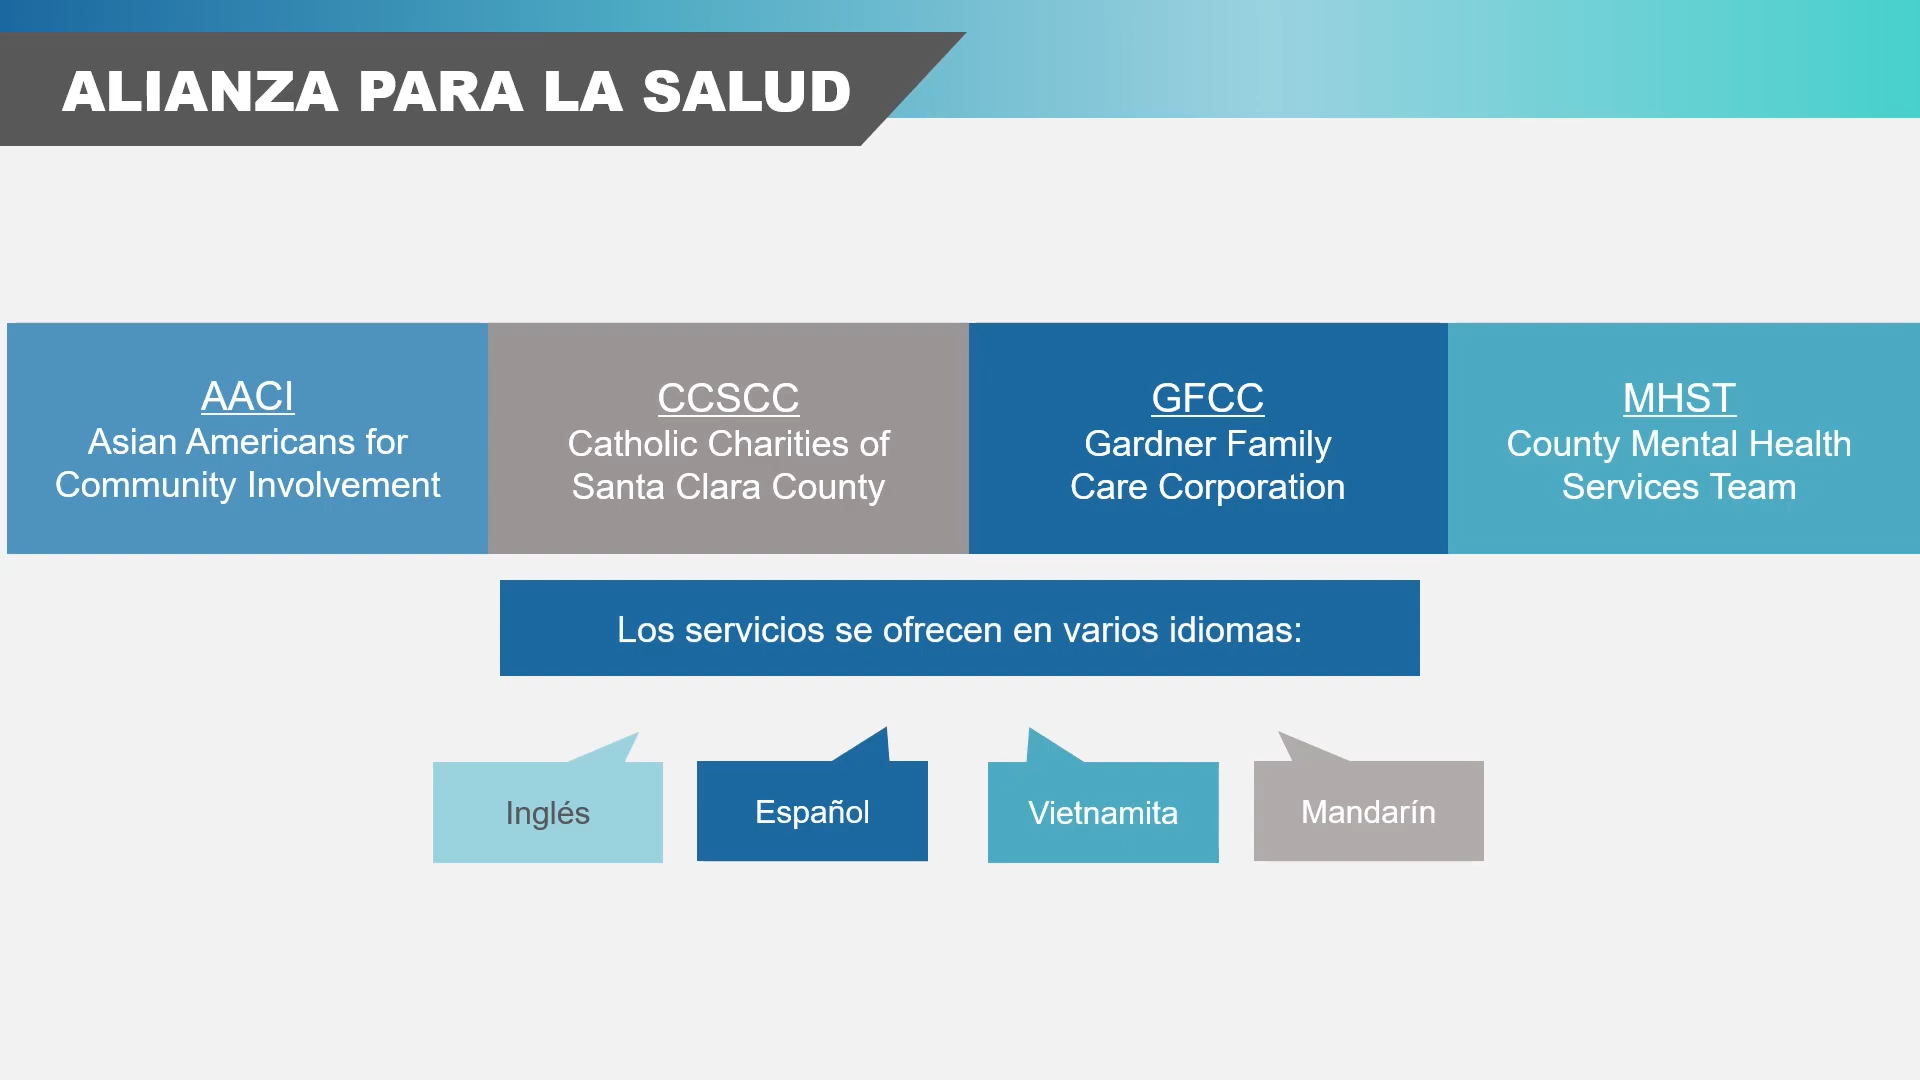 ALIANZA PARA LA SALUD
AACI
Asian Americans for
Community Involvement
CCSCC
Catholic Charities of
Santa Clara County
GFCC
Gardner Family
Care Corporation
MHST
County Mental Health
Services Team
Los servicios se ofrecen en varios idiomas:
Inglés
Español
Vietnamita
Mandarín